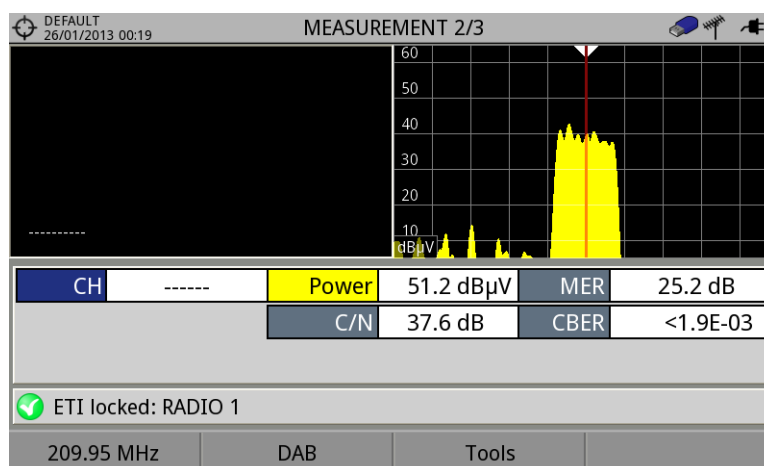 DEFAULT
26/01/2013 00:19
MEASUREMENT 2/3
60
50
40
30
20
10
dBµV
----------
CH ------ Power 51.2 dBµV MER 25.2 dB
C/N 37.6 dB CBER <1.9E-03
ETI locked: RADIO 1
209.95 MHz DAB Tools